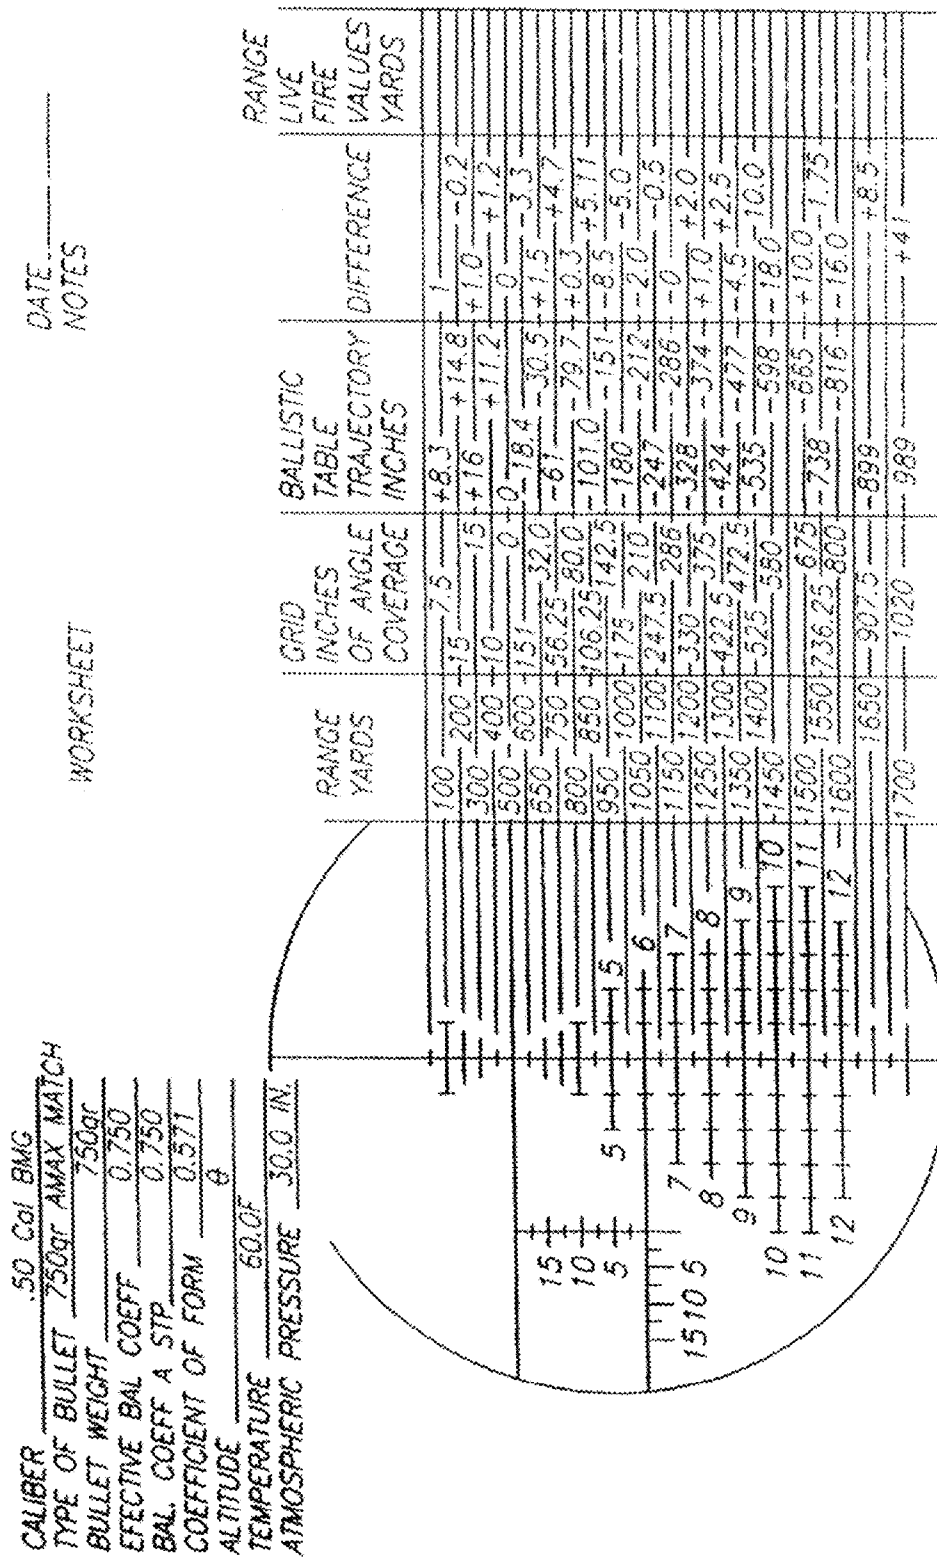 CALIBER .50 Cal BMG
TYPE OF BULLET 750gr AMAX MATCH
BULLET WEIGHT 750gr
EFECTIVE BAL COEFF 0.750
BAL. COEFF A STP 0.750
COEFFICIENT OF FORM 0.571
ALTITUDE θ
TEMPERATURE 60.0F
ATMOSPHERIC PRESSURE 30.0 IN.
WORKSHEET
DATE
NOTES
RANGE YARDS
GRID INCHES OF ANGLE COVERAGE
BALLISTIC TABLE TRAJECTORY INCHES
DIFFERENCE
RANGE LIVE FIRE VALUES YARDS
100 7.5 +8.3 1
200 15 +14.8 -0.2
300 15 +16 +1.0
400 10 +11.2 +1.2
500 0 0 0
600 151 -18.4 -3.3
650 32.0 -30.5 +1.5
750 56.25 -61 +4.7
800 80.0 -79.7 +0.3
850 106.25 -101.0 +5.11
950 142.5 -151 -8.5
1000 175 -180 -5.0
1050 210 -212 -2.0
1100 247.5 -247 -0.5
1150 286 -286 -0
1200 330 -328 +2.0
1250 375 -374 +1.0
1300 422.5 -424 +2.5
1350 472.5 -477 -4.5
1400 525 -535 -10.0
1450 580 -598 -18.0
1500 675 -665 +10.0
1550 736.25 -738 -1.75
1600 800 -816 -16.0
1650 907.5 -899 +8.5
1700 1020 -989 +41
5 5
6
7 7
8 8
9 9
10 10
11 11
12 12
15
10
5
15 10 5